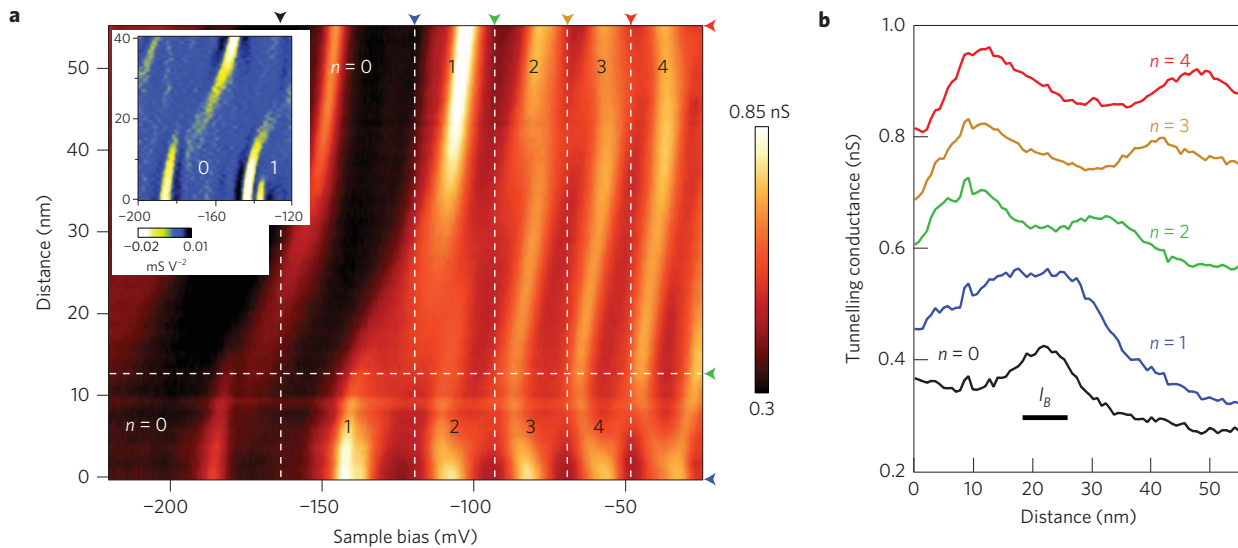 a
b
40
20
0
−200
−160
−120
0
1
−0.02
0.01
mS V⁻²
n = 0
1
2
3
4
n = 0
1
2
3
4
50
40
30
20
10
0
Distance (nm)
−200
−150
−100
−50
Sample bias (mV)
0.85 nS
0.3
1.0
0.8
0.6
0.4
0.2
Tunnelling conductance (nS)
n = 4
n = 3
n = 2
n = 1
n = 0
l_B
0
10
20
30
40
50
Distance (nm)